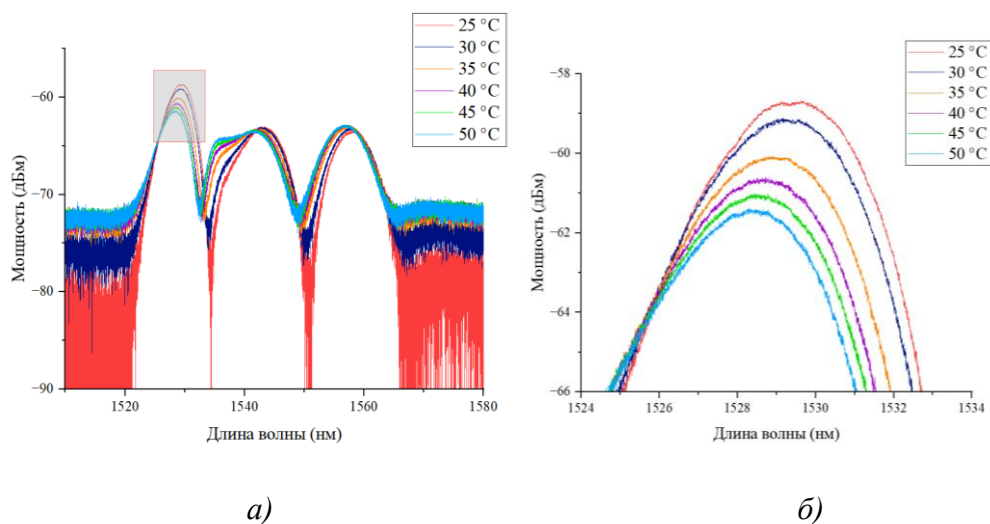 25 °C
30 °C
35 °C
40 °C
45 °C
50 °C
−60
−70
−80
−90
Мощность (дБм)
1520
1540
1560
1580
Длина волны (нм)
а)
25 °C
30 °C
35 °C
40 °C
45 °C
50 °C
−58
−60
−62
−64
−66
Мощность (дБм)
1524
1526
1528
1530
1532
1534
Длина волны (нм)
б)